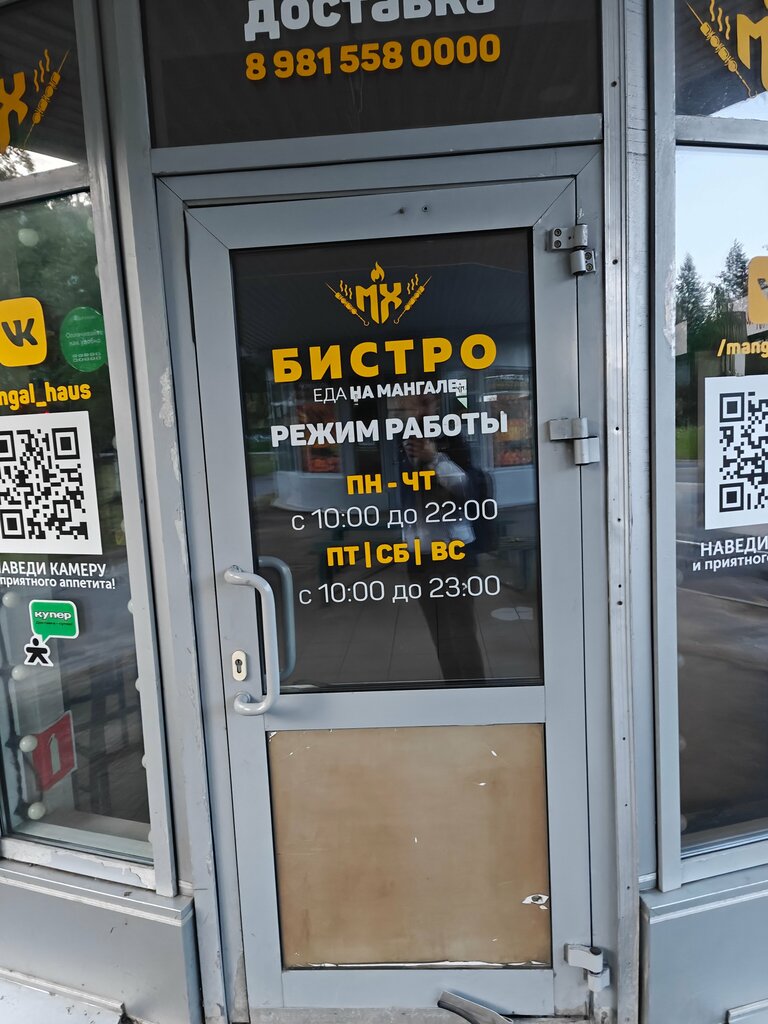 доставка
8 981 558 0000
МХ
БИСТРО
ЕДА НА МАНГАЛЕ
РЕЖИМ РАБОТЫ
ПН - ЧТ
с 10:00 до 22:00
ПТ | СБ | ВС
с 10:00 до 23:00
VK
ngal_haus
НАВЕДИ КАМЕРУ
приятного аппетита!
купер
/mang
НАВЕДИ
и приятного